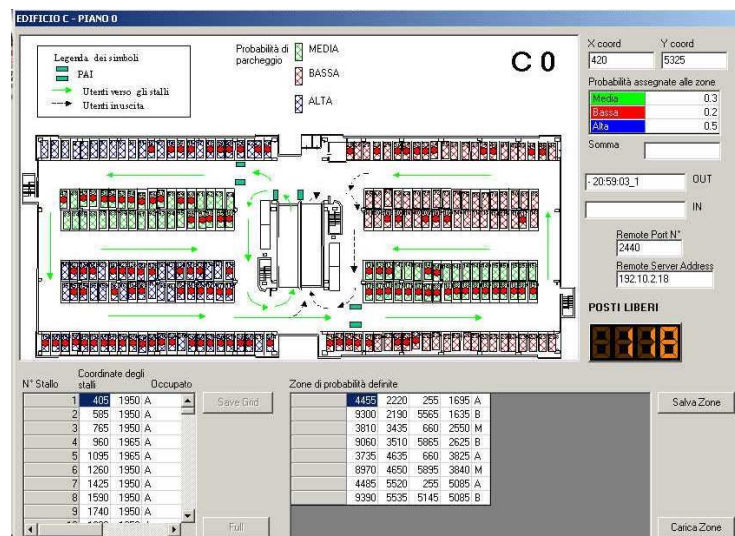 EDIFICIO C - PIANO 0
Legenda dei simboli
PAI
Utenti verso gli stalli
Utenti in uscita
Probabilità di parcheggio
MEDIA
BASSA
ALTA
C 0
X coord Y coord
420 5325
Probabilità assegnate alle zone
Media 0.3
Bassa 0.2
Alta 0.5
Somma
- 20:59:03_1 OUT
IN
Remote Port N°
2440
Remote Server Address
192.10.2.18
POSTI LIBERI
118
N° Stallo Coordinate degli stalli Occupato
1 405 1950 A
2 585 1950 A
3 765 1950 A
4 960 1965 A
5 1095 1965 A
6 1260 1950 A
7 1425 1950 A
8 1590 1950 A
9 1740 1950 A
Save Grid
Full
Zone di probabilità definite
4455 2220 255 1695 A
9300 2190 5565 1635 B
3810 3435 660 2550 M
9060 3510 5865 2625 B
3735 4635 660 3825 A
8970 4650 5895 3840 M
4485 5520 255 5085 A
9390 5535 5145 5085 B
Salva Zone
Carica Zone